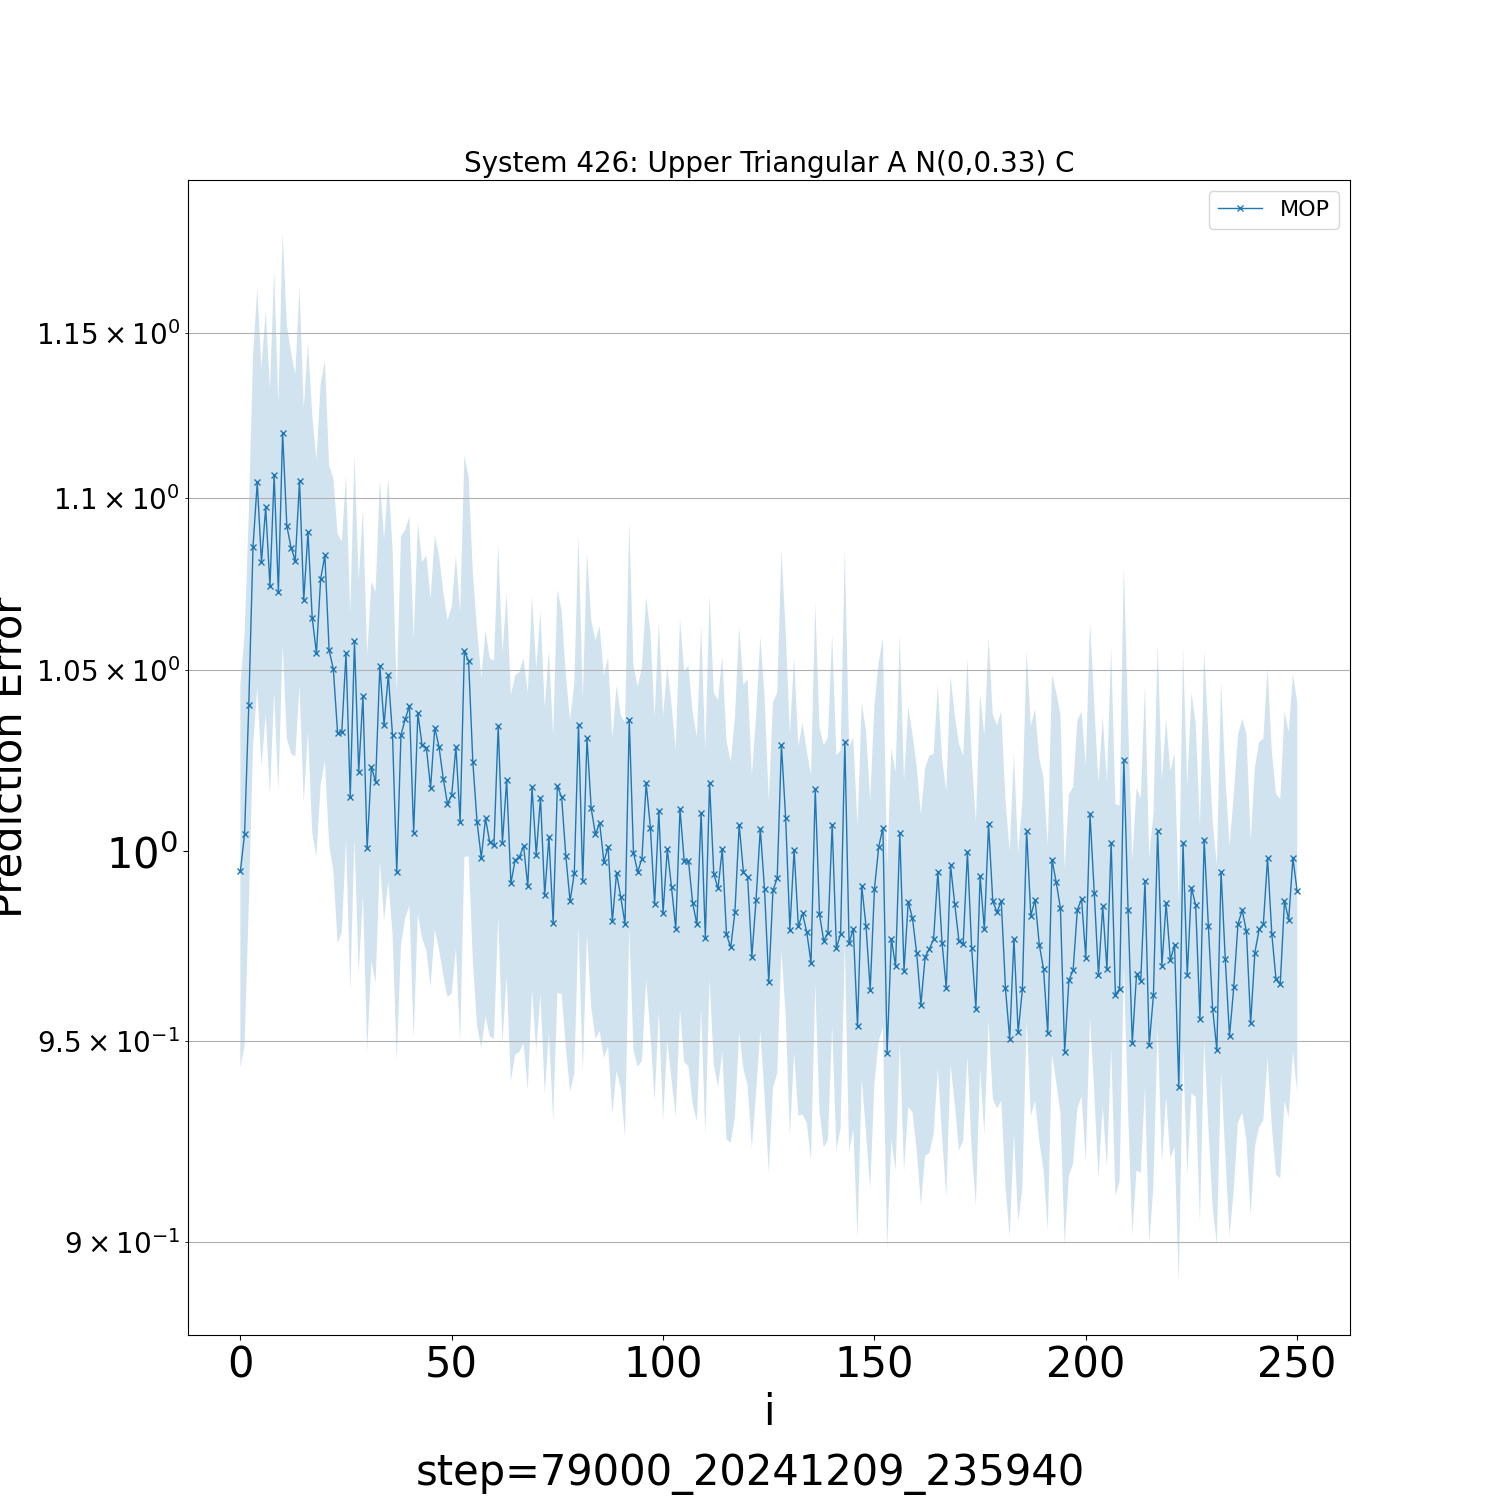 System 426: Upper Triangular A N(0,0.33) C
MOP
1.15 × 10⁰
1.1 × 10⁰
1.05 × 10⁰
10⁰
9.5 × 10⁻¹
9 × 10⁻¹
Prediction Error
0 50 100 150 200 250
i
step=79000_20241209_235940